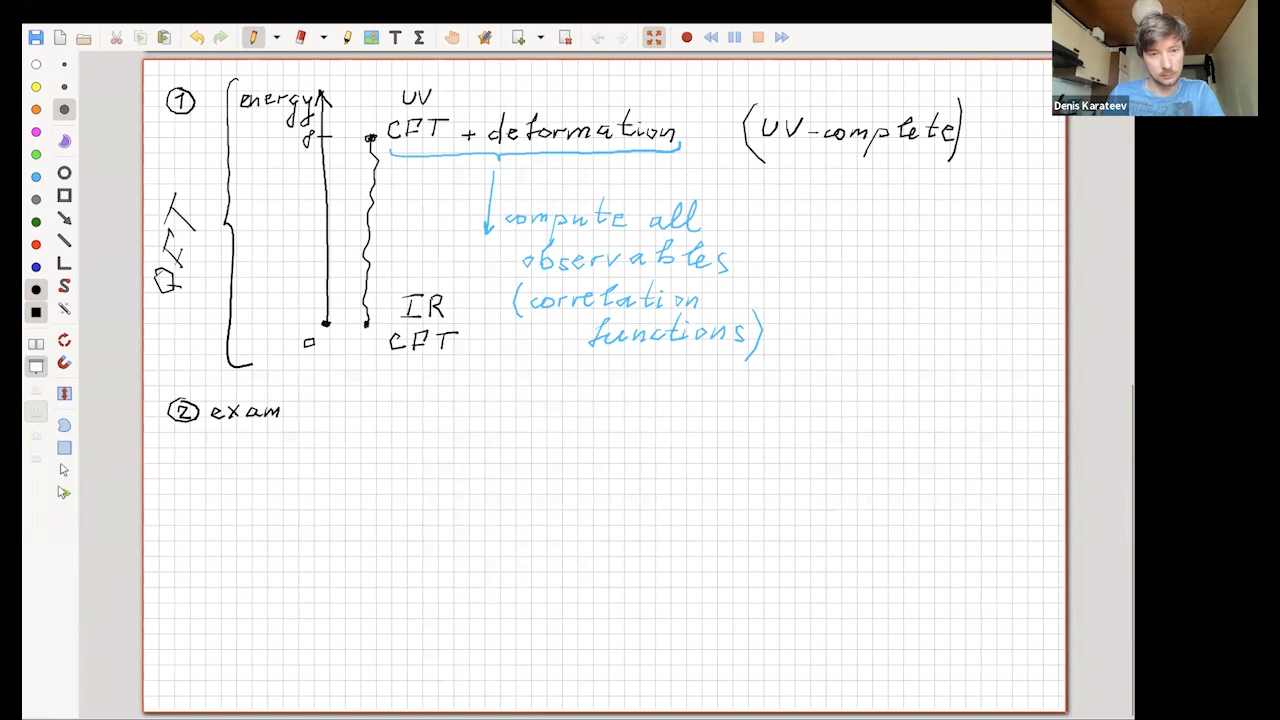 Denis Karateev
① energy UV
∞ CFT + deformation (UV-complete)
QFT
compute all
observables
(correlation
functions)
IR
0 CFT
② exam